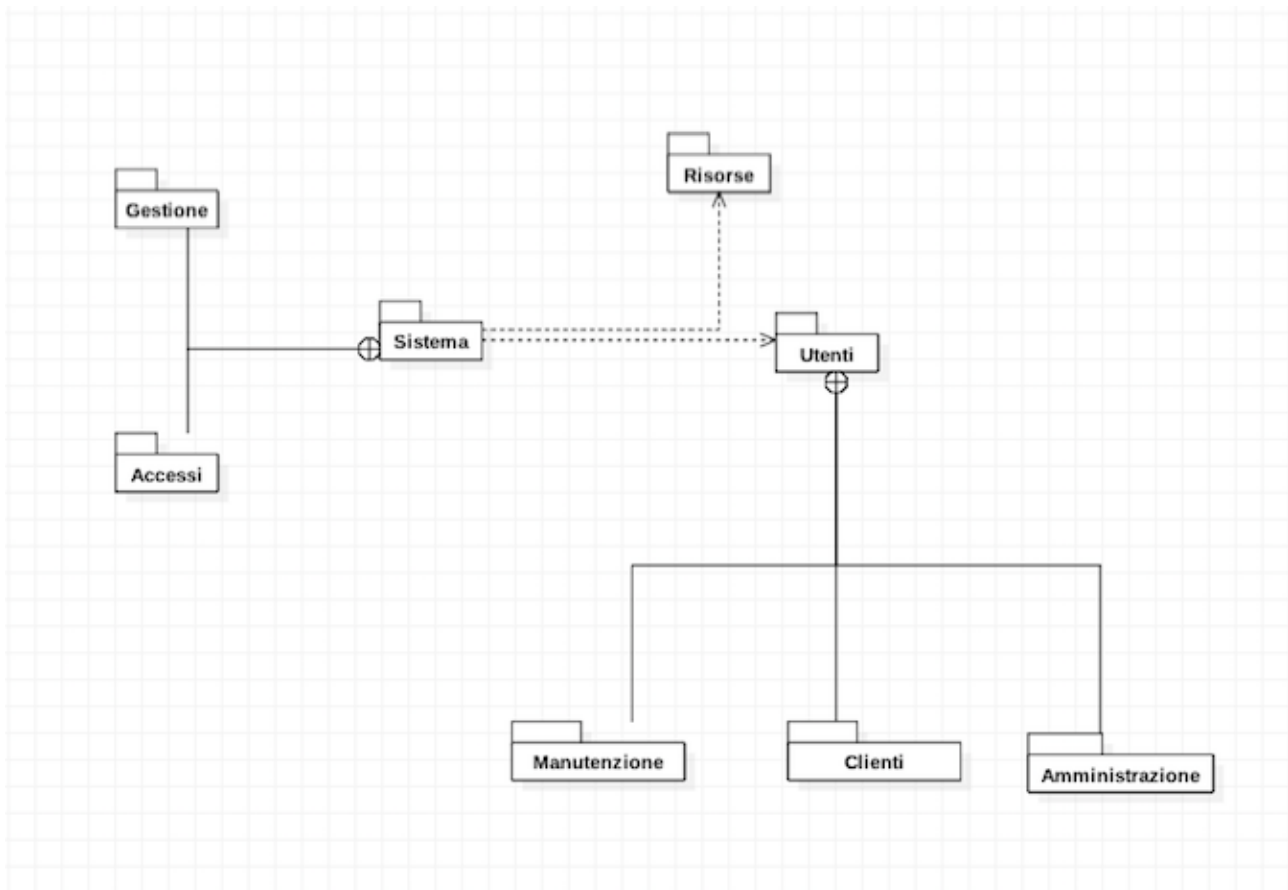 Risorse
Gestione
Sistema
Utenti
Accessi
Manutenzione
Clienti
Amministrazione